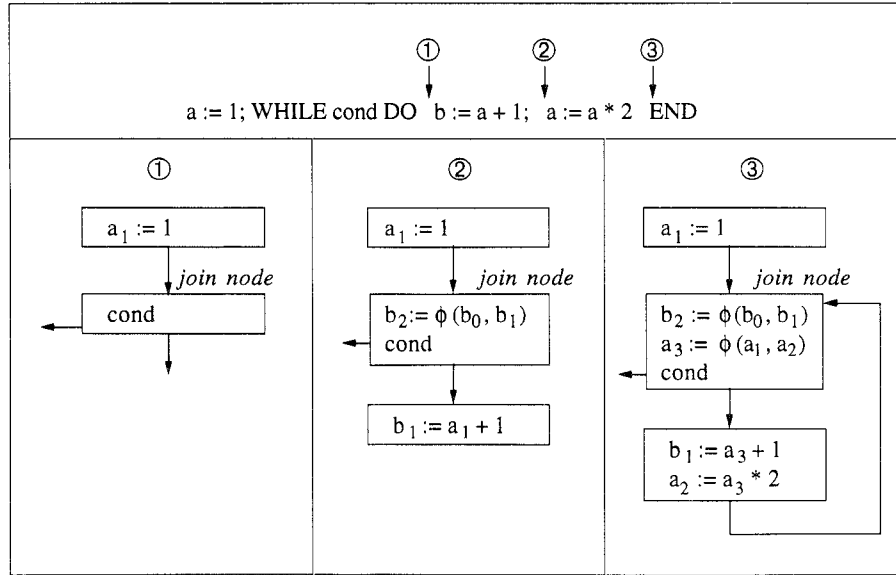 ① ② ③
a := 1; WHILE cond DO b := a + 1; a := a * 2 END
①
a₁ := 1
join node
cond
②
a₁ := 1
join node
b₂:= ϕ (b₀, b₁)
cond
b₁ := a₁ + 1
③
a₁ := 1
join node
b₂ := ϕ (b₀, b₁)
a₃ := ϕ (a₁, a₂)
cond
b₁ := a₃ + 1
a₂ := a₃ * 2